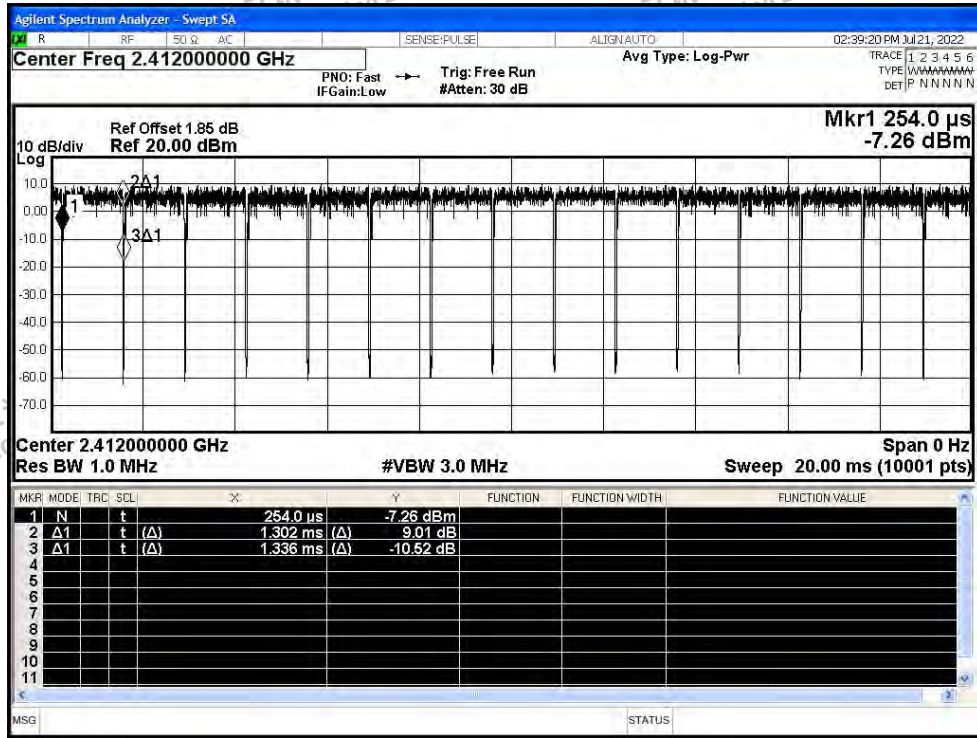 Agilent Spectrum Analyzer - Swept SA
LXI R RF 50 Ω AC SENSE:PULSE ALIGN AUTO 02:39:20 PM Jul 21, 2022
Center Freq 2.412000000 GHz
PNO: Fast
IFGain:Low
Trig: Free Run
#Atten: 30 dB
Avg Type: Log-Pwr
TRACE 1 2 3 4 5 6
TYPE WWWWWW
DET P N N N N N
Mkr1 254.0 µs
-7.26 dBm
Ref Offset 1.85 dB
10 dB/div Ref 20.00 dBm
Log
10.0
0.00
-10.0
-20.0
-30.0
-40.0
-50.0
-60.0
-70.0
1
2Δ1
3Δ1
Center 2.412000000 GHz Span 0 Hz
Res BW 1.0 MHz #VBW 3.0 MHz Sweep 20.00 ms (10001 pts)
MKR MODE TRC SCL X Y FUNCTION FUNCTION WIDTH FUNCTION VALUE
1 N t 254.0 µs -7.26 dBm
2 Δ1 t (Δ) 1.302 ms (Δ) 9.01 dB
3 Δ1 t (Δ) 1.336 ms (Δ) -10.52 dB
4
5
6
7
8
9
10
11
MSG STATUS